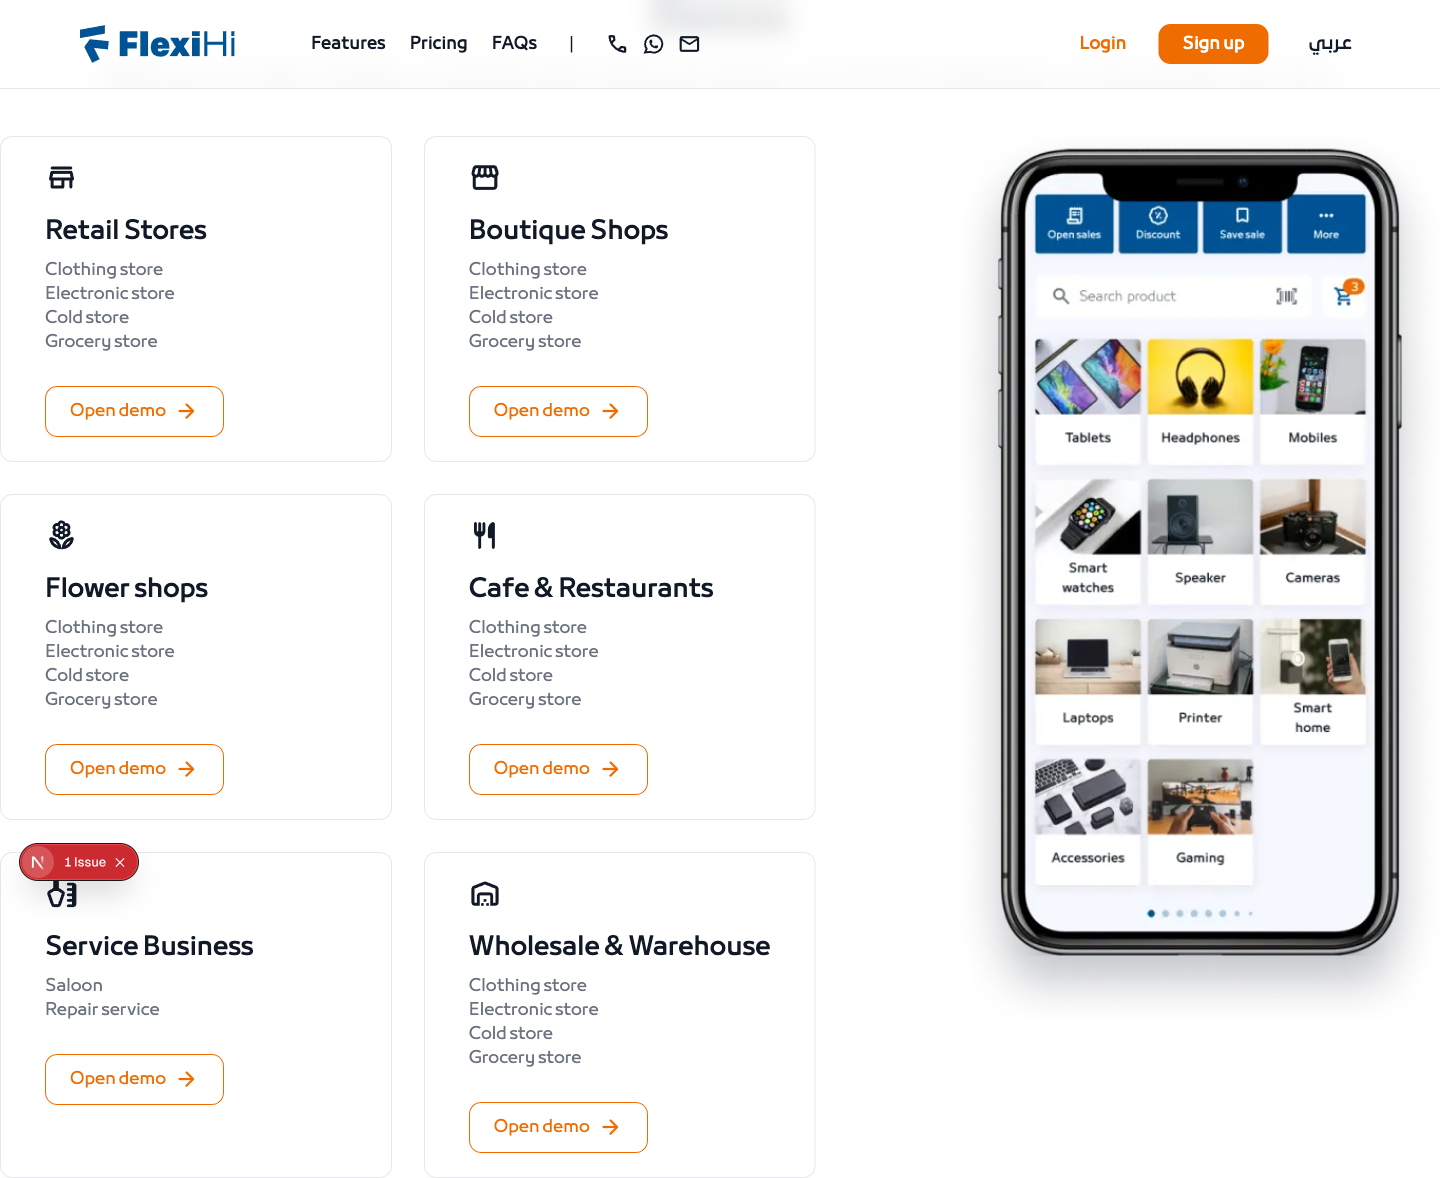 FlexiHi
Features
Pricing
FAQs
|
Login
Sign up
عربي
Retail Stores
Clothing store
Electronic store
Cold store
Grocery store
Open demo
Boutique Shops
Clothing store
Electronic store
Cold store
Grocery store
Open demo
Flower shops
Clothing store
Electronic store
Cold store
Grocery store
Open demo
Cafe & Restaurants
Clothing store
Electronic store
Cold store
Grocery store
Open demo
N 1 Issue
Service Business
Saloon
Repair service
Open demo
Wholesale & Warehouse
Clothing store
Electronic store
Cold store
Grocery store
Open demo
Open sales
Discount
Save sale
More
Search product
3
Tablets
Headphones
Mobiles
Smart
watches
Speaker
Cameras
Laptops
Printer
Smart
home
Accessories
Gaming